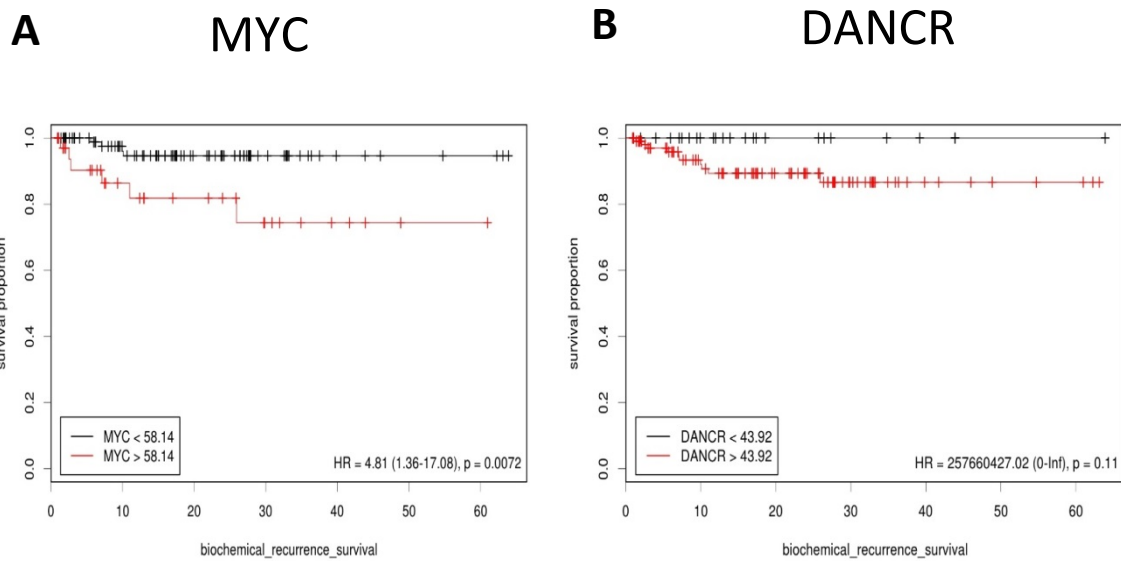 A
MYC
1.0
0.8
0.6
0.4
0.2
0.0
survival proportion
MYC < 58.14
MYC > 58.14
HR = 4.81 (1.36-17.08), p = 0.0072
0 10 20 30 40 50 60
biochemical_recurrence_survival
B
DANCR
1.0
0.8
0.6
0.4
0.2
0.0
survival proportion
DANCR < 43.92
DANCR > 43.92
HR = 257660427.02 (0-Inf), p = 0.11
0 10 20 30 40 50 60
biochemical_recurrence_survival